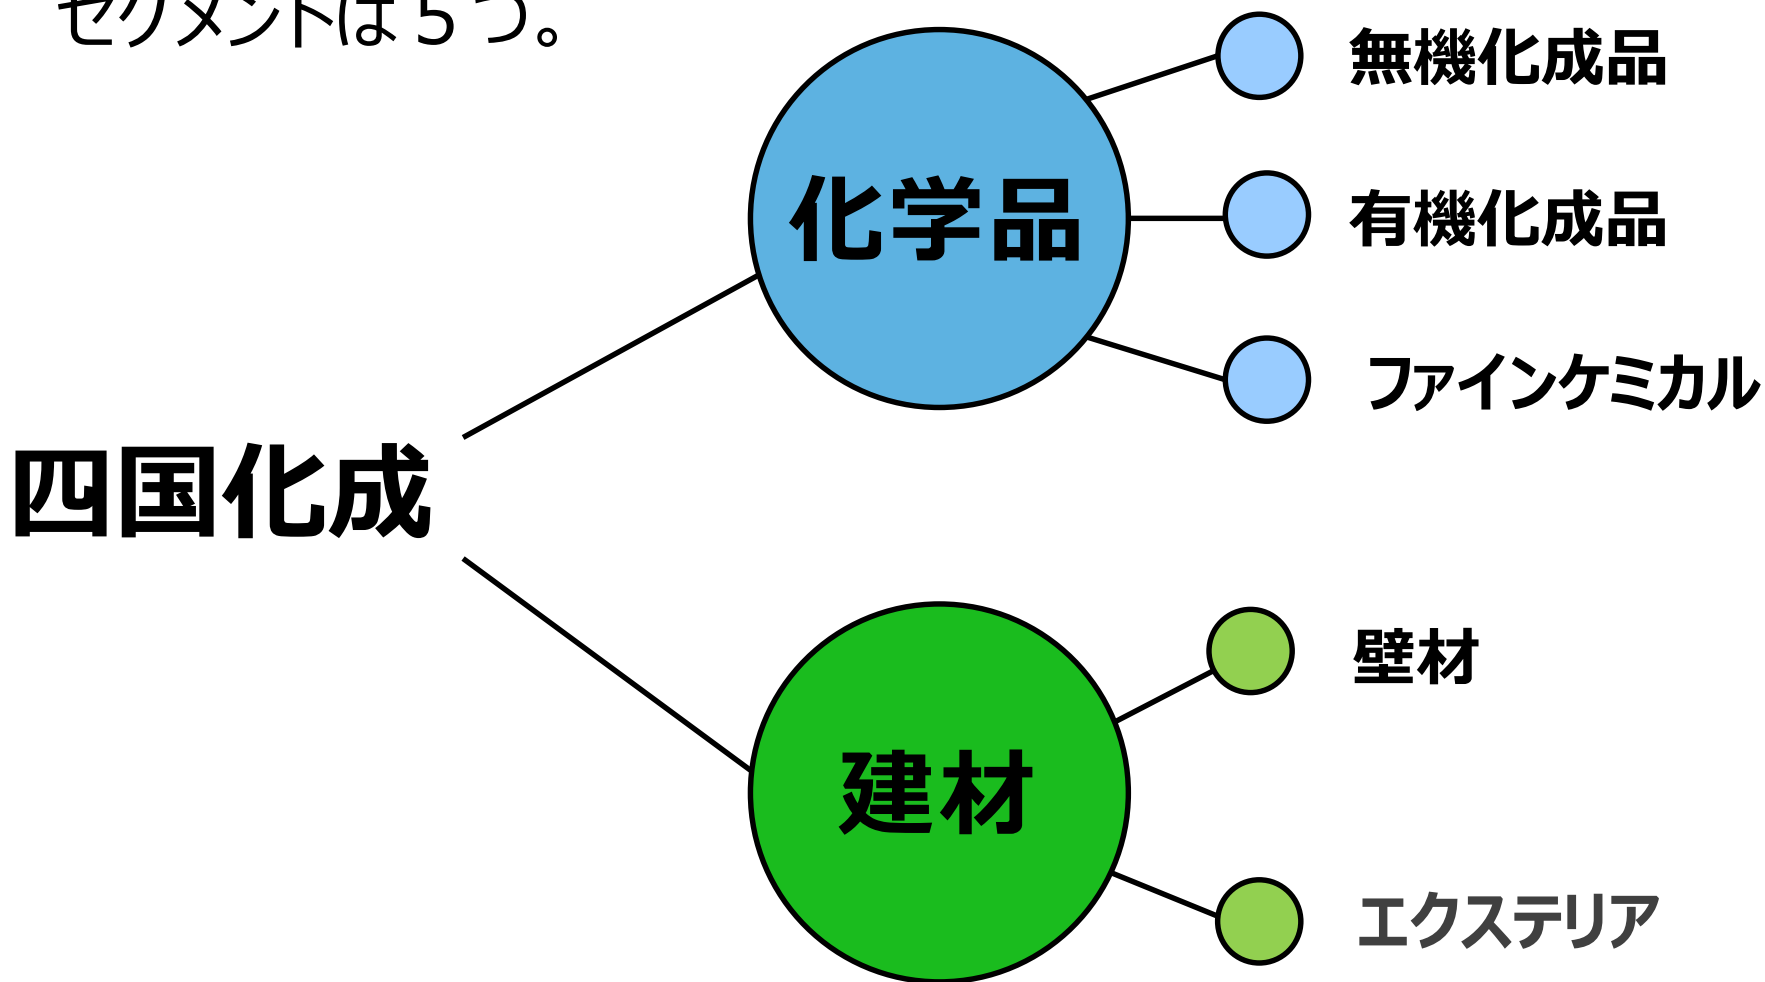 セグメントは５つ。
無機化成品
化学品
有機化成品
ファインケミカル
四国化成
壁材
建材
エクステリア